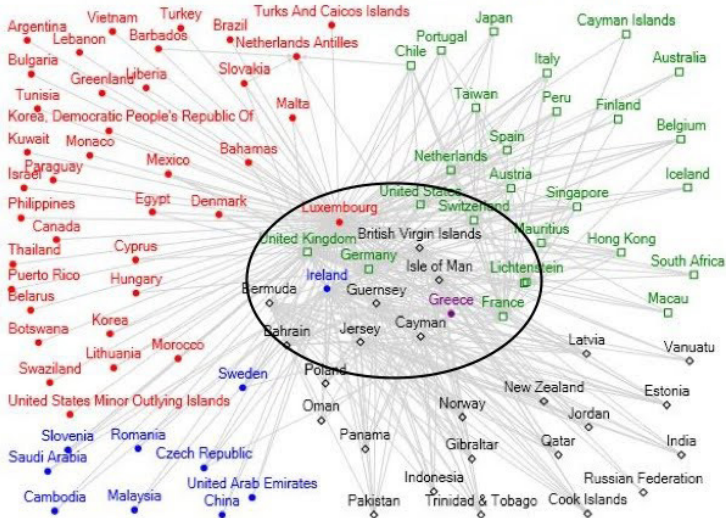 Turks And Caicos Islands
Vietnam
Turkey
Brazil
Japan
Cayman Islands
Argentina
Lebanon
Barbados
Netherlands Antilles
Portugal
Chile
Bulgaria
Greenland
Liberia
Slovakia
Italy
Australia
Tunisia
Malta
Taiwan
Peru
Finland
Korea, Democratic People's Republic Of
Kuwait
Monaco
Bahamas
Spain
Belgium
Israel
Paraguay
Mexico
Netherlands
Austria
Iceland
Philippines
Egypt
Denmark
Luxembourg
United States
Switzerland
Singapore
Canada
British Virgin Islands
Mauritius
Thailand
Cyprus
United Kingdom
Germany
Isle of Man
Hong Kong
Puerto Rico
Hungary
Bermuda
Ireland
Guernsey
Greece
Lichtenstein
South Africa
Belarus
France
Macau
Botswana
Korea
Bahrain
Jersey
Cayman
Latvia
Vanuatu
Swaziland
Lithuania
Morocco
Sweden
Poland
United States Minor Outlying Islands
Oman
Norway
New Zealand
Estonia
Slovenia
Romania
Panama
Jordan
Saudi Arabia
Czech Republic
Gibraltar
Qatar
India
Cambodia
Malaysia
United Arab Emirates
China
Indonesia
Russian Federation
Pakistan
Trinidad & Tobago
Cook Islands